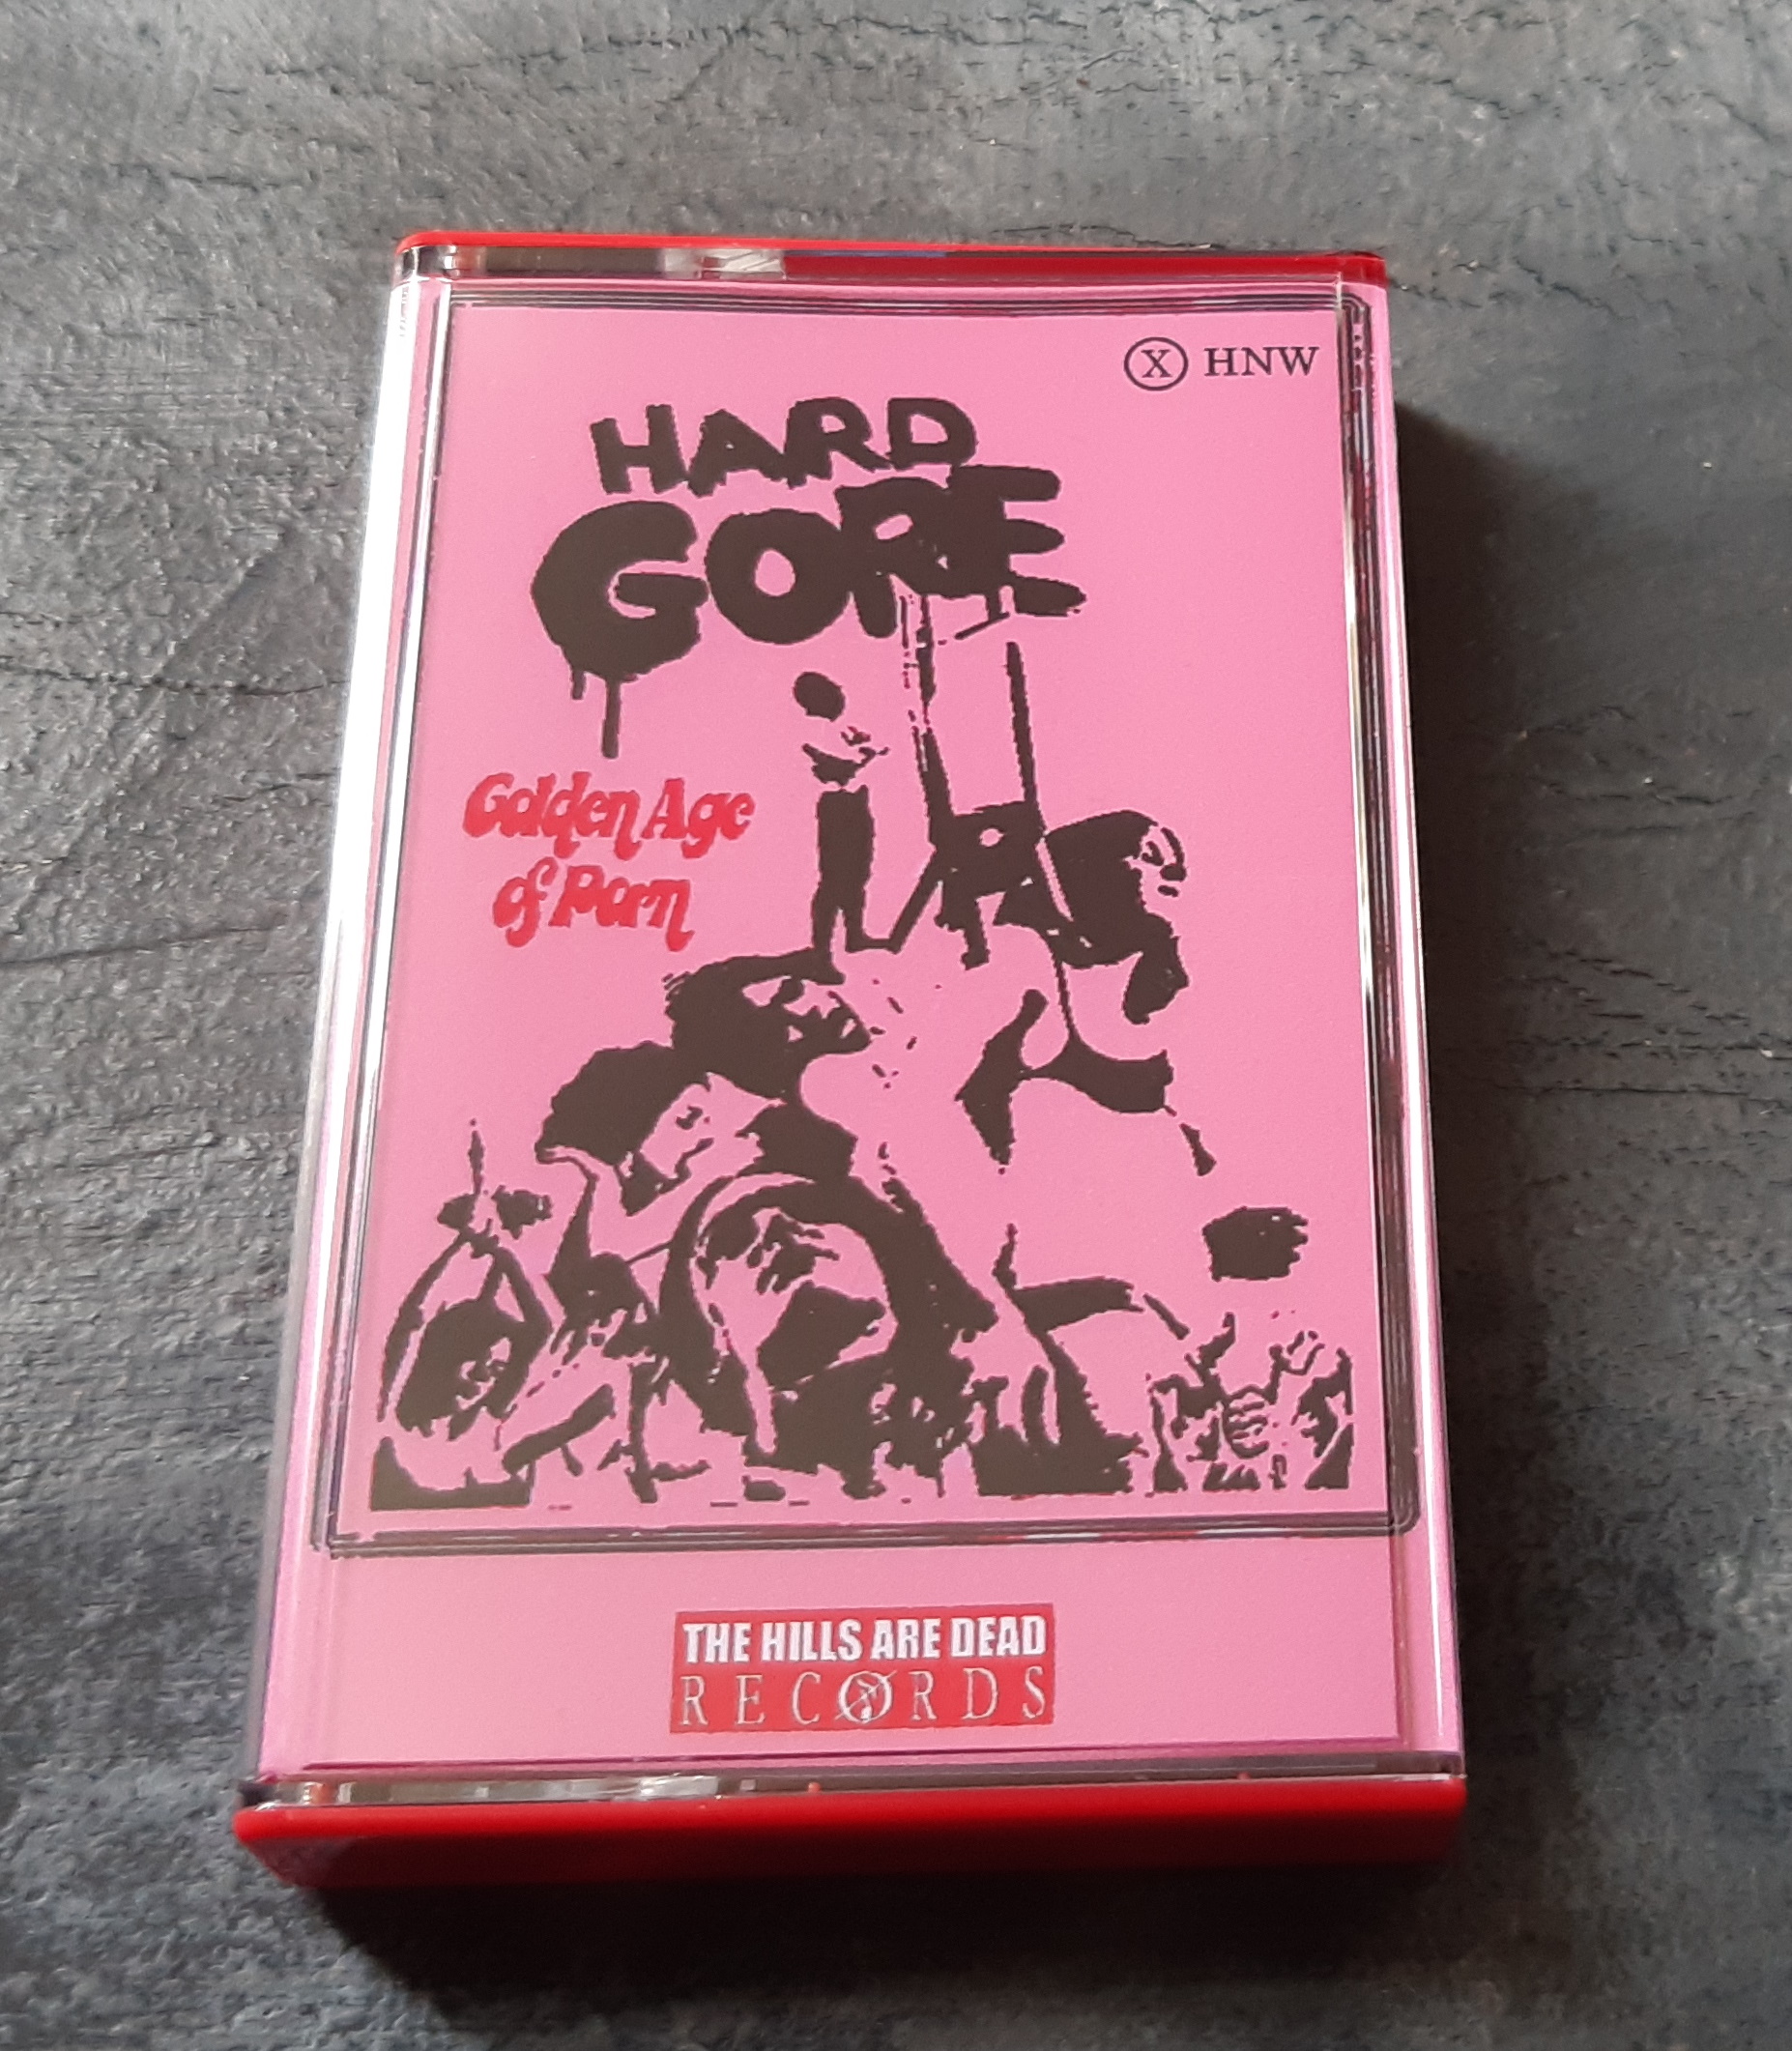 X HNW
HARD
GORE
Golden Age
of Porn
THE HILLS ARE DEAD
RECORDS